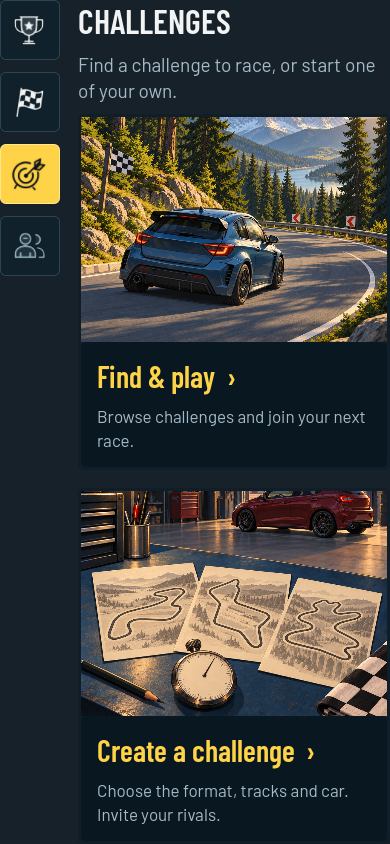 CHALLENGES
Find a challenge to race, or start one
of your own.
Find & play ›
Browse challenges and join your next
race.
Create a challenge ›
Choose the format, tracks and car.
Invite your rivals.